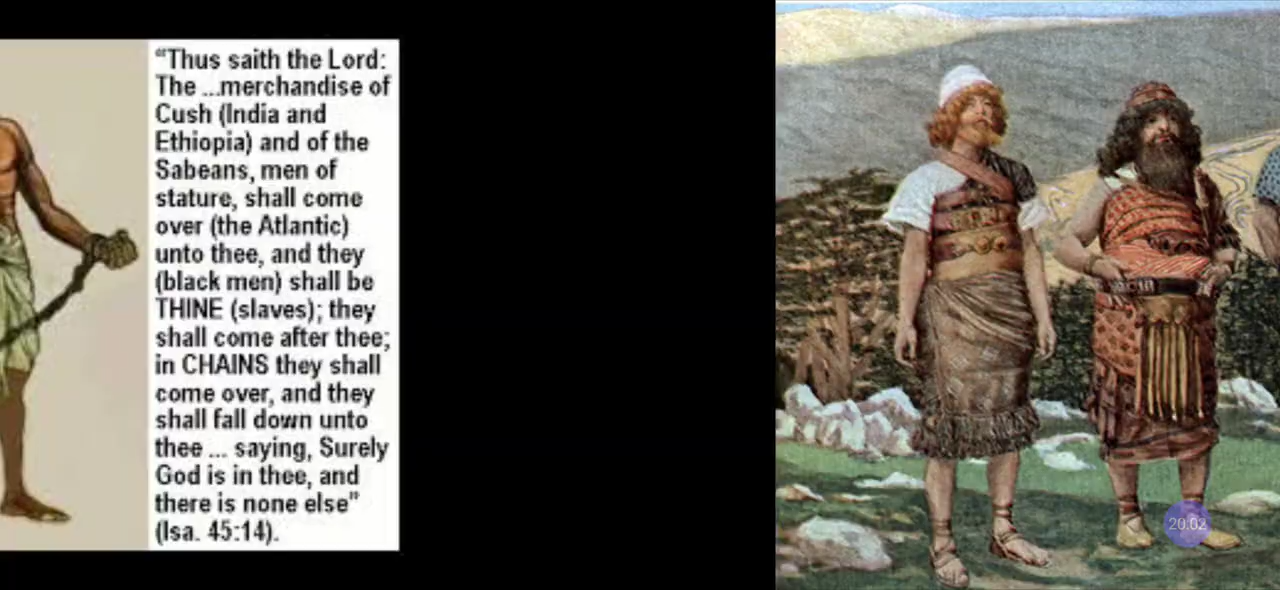 “Thus saith the Lord:
The ...merchandise of
Cush (India and
Ethiopia) and of the
Sabeans, men of
stature, shall come
over (the Atlantic)
unto thee, and they
(black men) shall be
THINE (slaves); they
shall come after thee;
in CHAINS they shall
come over, and they
shall fall down unto
thee ... saying, Surely
God is in thee, and
there is none else”
(Isa. 45:14).
20:02